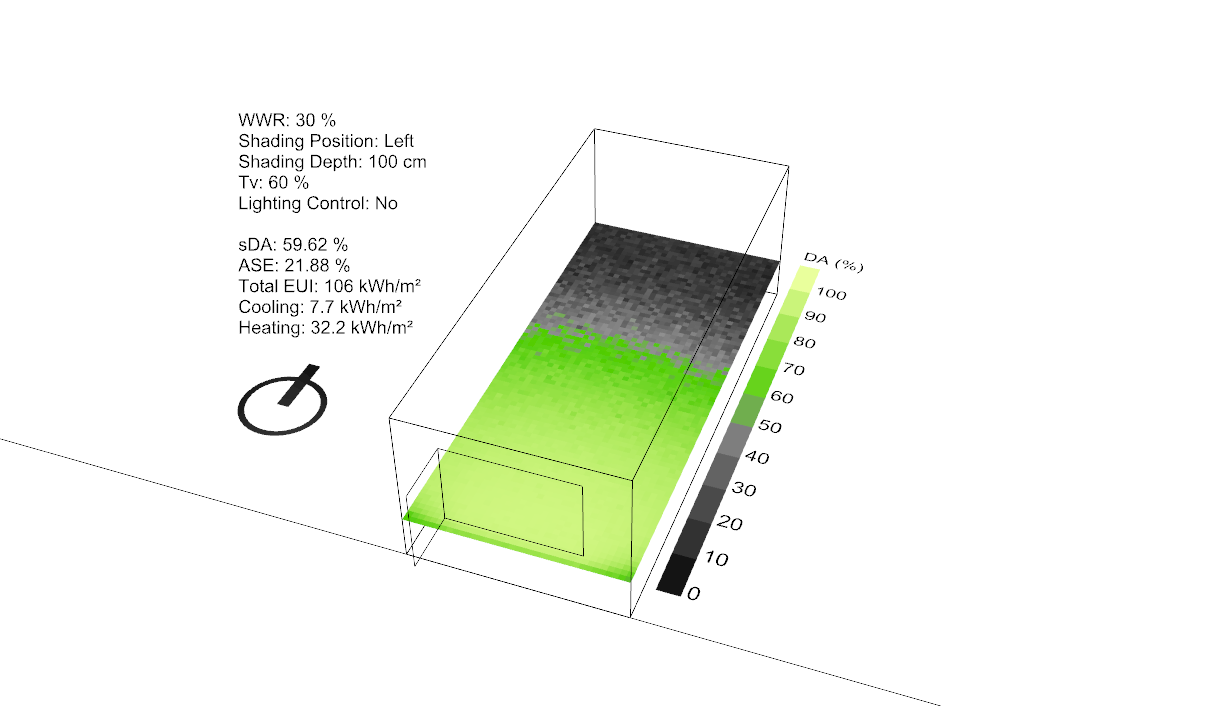 WWR: 30 %
Shading Position: Left
Shading Depth: 100 cm
Tv: 60 %
Lighting Control: No
sDA: 59.62 %
ASE: 21.88 %
Total EUI: 106 kWh/m²
Cooling: 7.7 kWh/m²
Heating: 32.2 kWh/m²
DA (%)
100
90
80
70
60
50
40
30
20
10
0